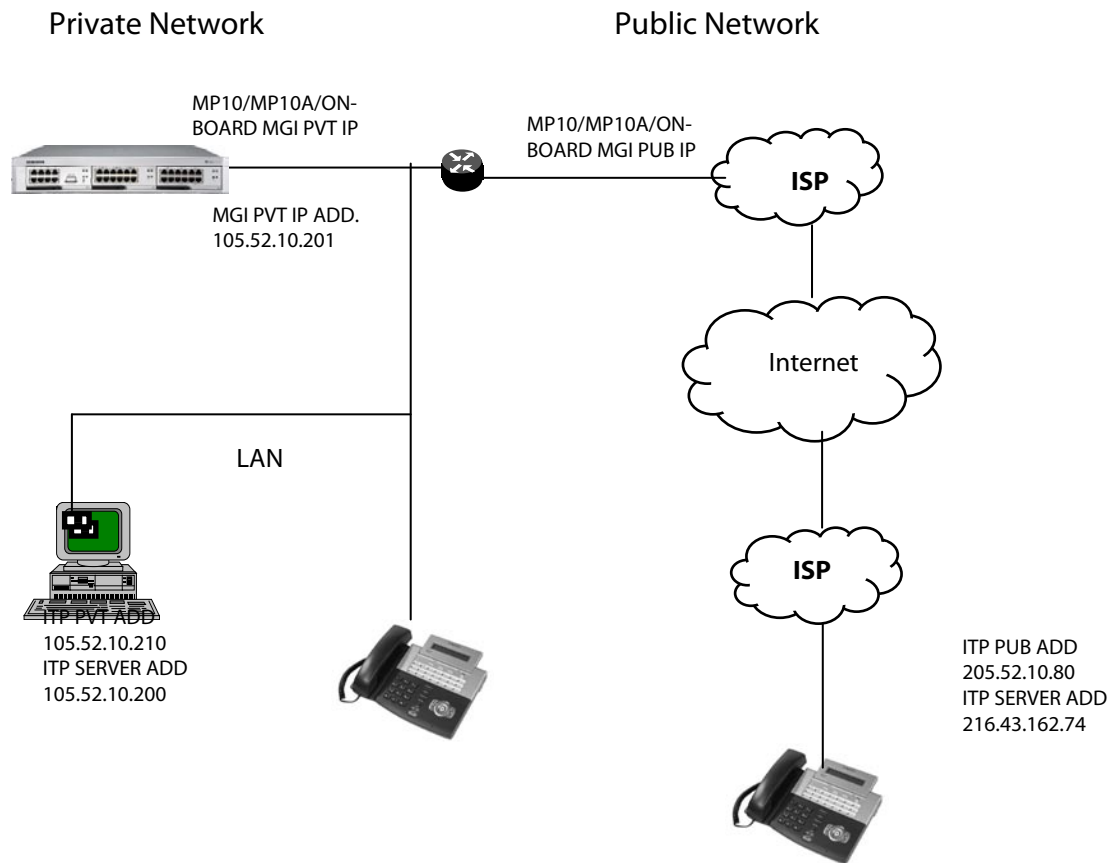 Private Network
Public Network
MP10/MP10A/ON-
BOARD MGI PVT IP
MP10/MP10A/ON-
BOARD MGI PUB IP
ISP
MGI PVT IP ADD.
105.52.10.201
Internet
LAN
ISP
ITP PVT ADD
105.52.10.210
ITP SERVER ADD
105.52.10.200
ITP PUB ADD
205.52.10.80
ITP SERVER ADD
216.43.162.74